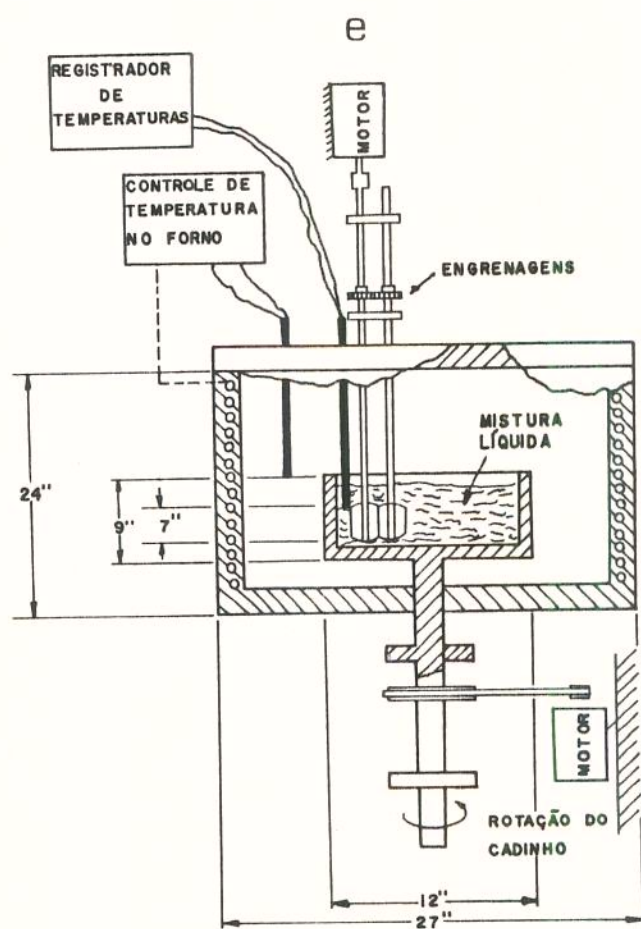 e
REGISTRADOR
DE
TEMPERATURAS
MOTOR
CONTROLE DE
TEMPERATURA
NO FORNO
ENGRENAGENS
MISTURA
LÍQUIDA
24"
9"
7"
MOTOR
ROTAÇÃO DO
CADINHO
12"
27"